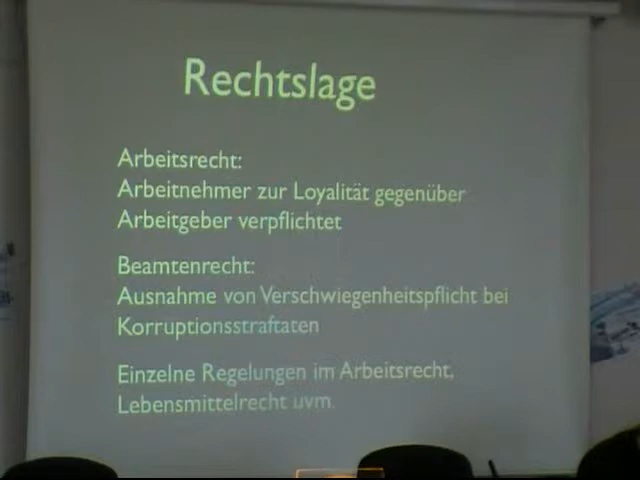 Rechtslage
Arbeitsrecht:
Arbeitnehmer zur Loyalität gegenüber
Arbeitgeber verpflichtet
Beamtenrecht:
Ausnahme von Verschwiegenheitspflicht bei
Korruptionsstraftaten
Einzelne Regelungen im Arbeitsrecht,
Lebensmittelrecht uvm.